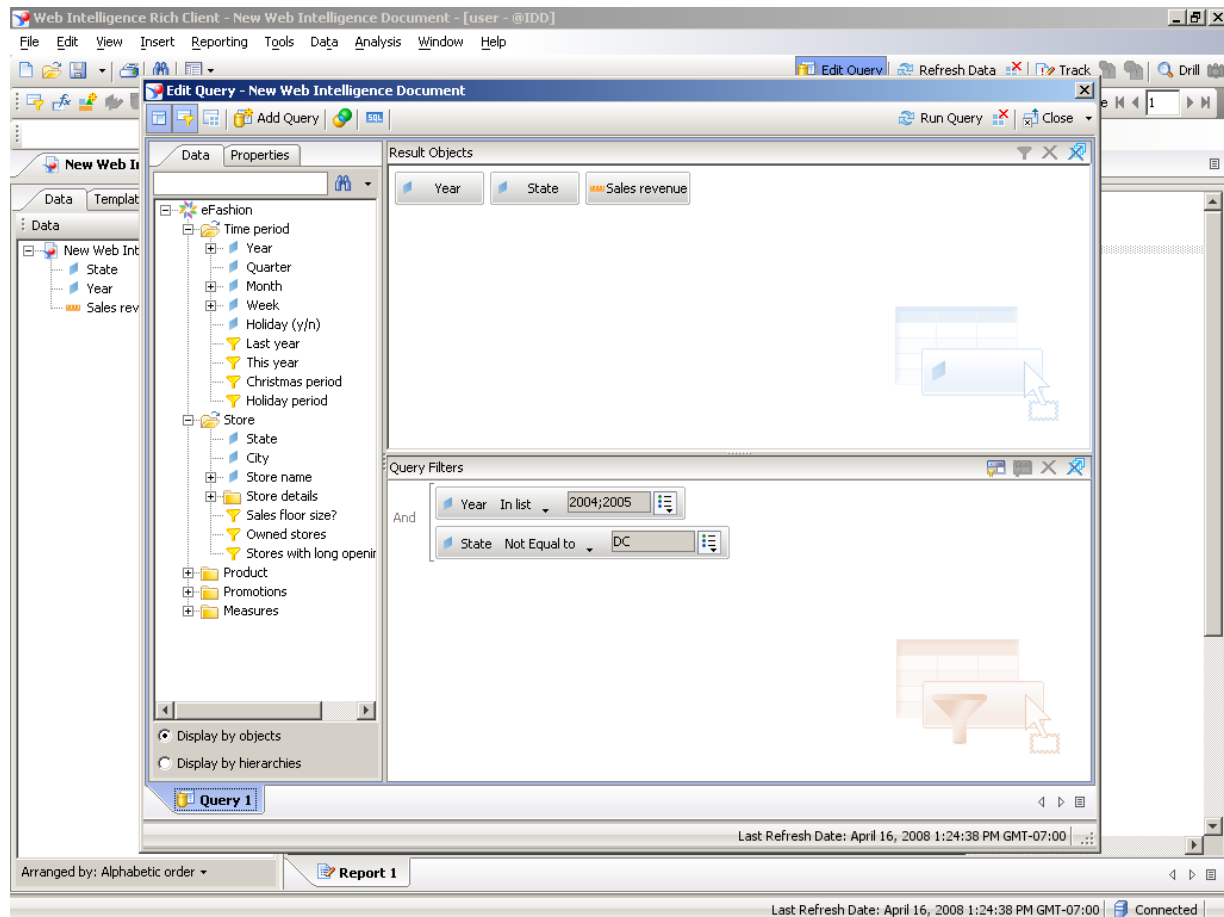 Web Intelligence Rich Client - New Web Intelligence Document - [user - @IDD]
File Edit View Insert Reporting Tools Data Analysis Window Help
Edit Query Refresh Data Track Drill
Edit Query - New Web Intelligence Document
1
Add Query SQL Run Query Close
New Web In
Data Properties
Result Objects
Year State Sales revenue
Data Templat
Data
New Web Int
State
Year
Sales rev
eFashion
Time period
Year
Quarter
Month
Week
Holiday (y/n)
Last year
This year
Christmas period
Holiday period
Store
State
City
Store name
Store details
Sales floor size?
Owned stores
Stores with long openin
Product
Promotions
Measures
Query Filters
And
Year In list 2004;2005
State Not Equal to DC
Display by objects
Display by hierarchies
Query 1
Last Refresh Date: April 16, 2008 1:24:38 PM GMT-07:00
Arranged by: Alphabetic order
Report 1
Last Refresh Date: April 16, 2008 1:24:38 PM GMT-07:00 Connected